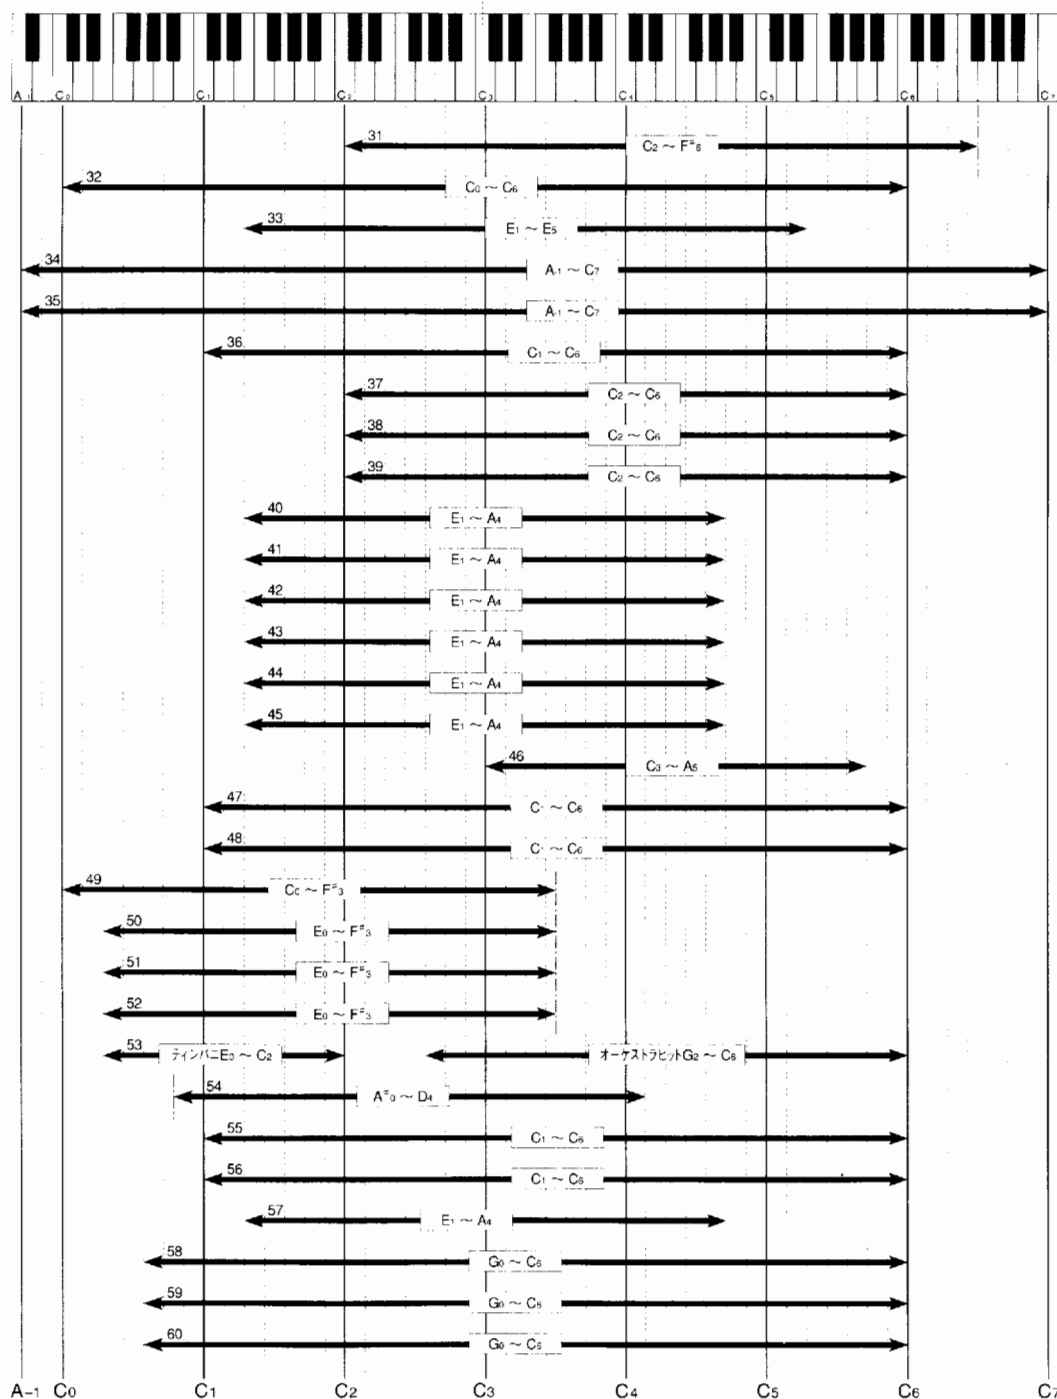 A-1 C0 C1 C2 C3 C4 C5 C6 C7
31 C2 ~ F#6
32 C0 ~ C6
33 E1 ~ E5
34 A-1 ~ C7
35 A-1 ~ C7
36 C1 ~ C6
37 C2 ~ C6
38 C2 ~ C6
39 C2 ~ C6
40 E1 ~ A4
41 E1 ~ A4
42 E1 ~ A4
43 E1 ~ A4
44 E1 ~ A4
45 E1 ~ A4
46 C3 ~ A5
47 C1 ~ C6
48 C1 ~ C6
49 C0 ~ F#3
50 E0 ~ F#3
51 E0 ~ F#3
52 E0 ~ F#3
53 ティンパニE0 ~ C2 オーケストラヒットG2 ~ C6
54 A#0 ~ D4
55 C1 ~ C6
56 C1 ~ C6
57 E1 ~ A4
58 G0 ~ C6
59 G0 ~ C6
60 G0 ~ C6
A-1 C0 C1 C2 C3 C4 C5 C6 C7